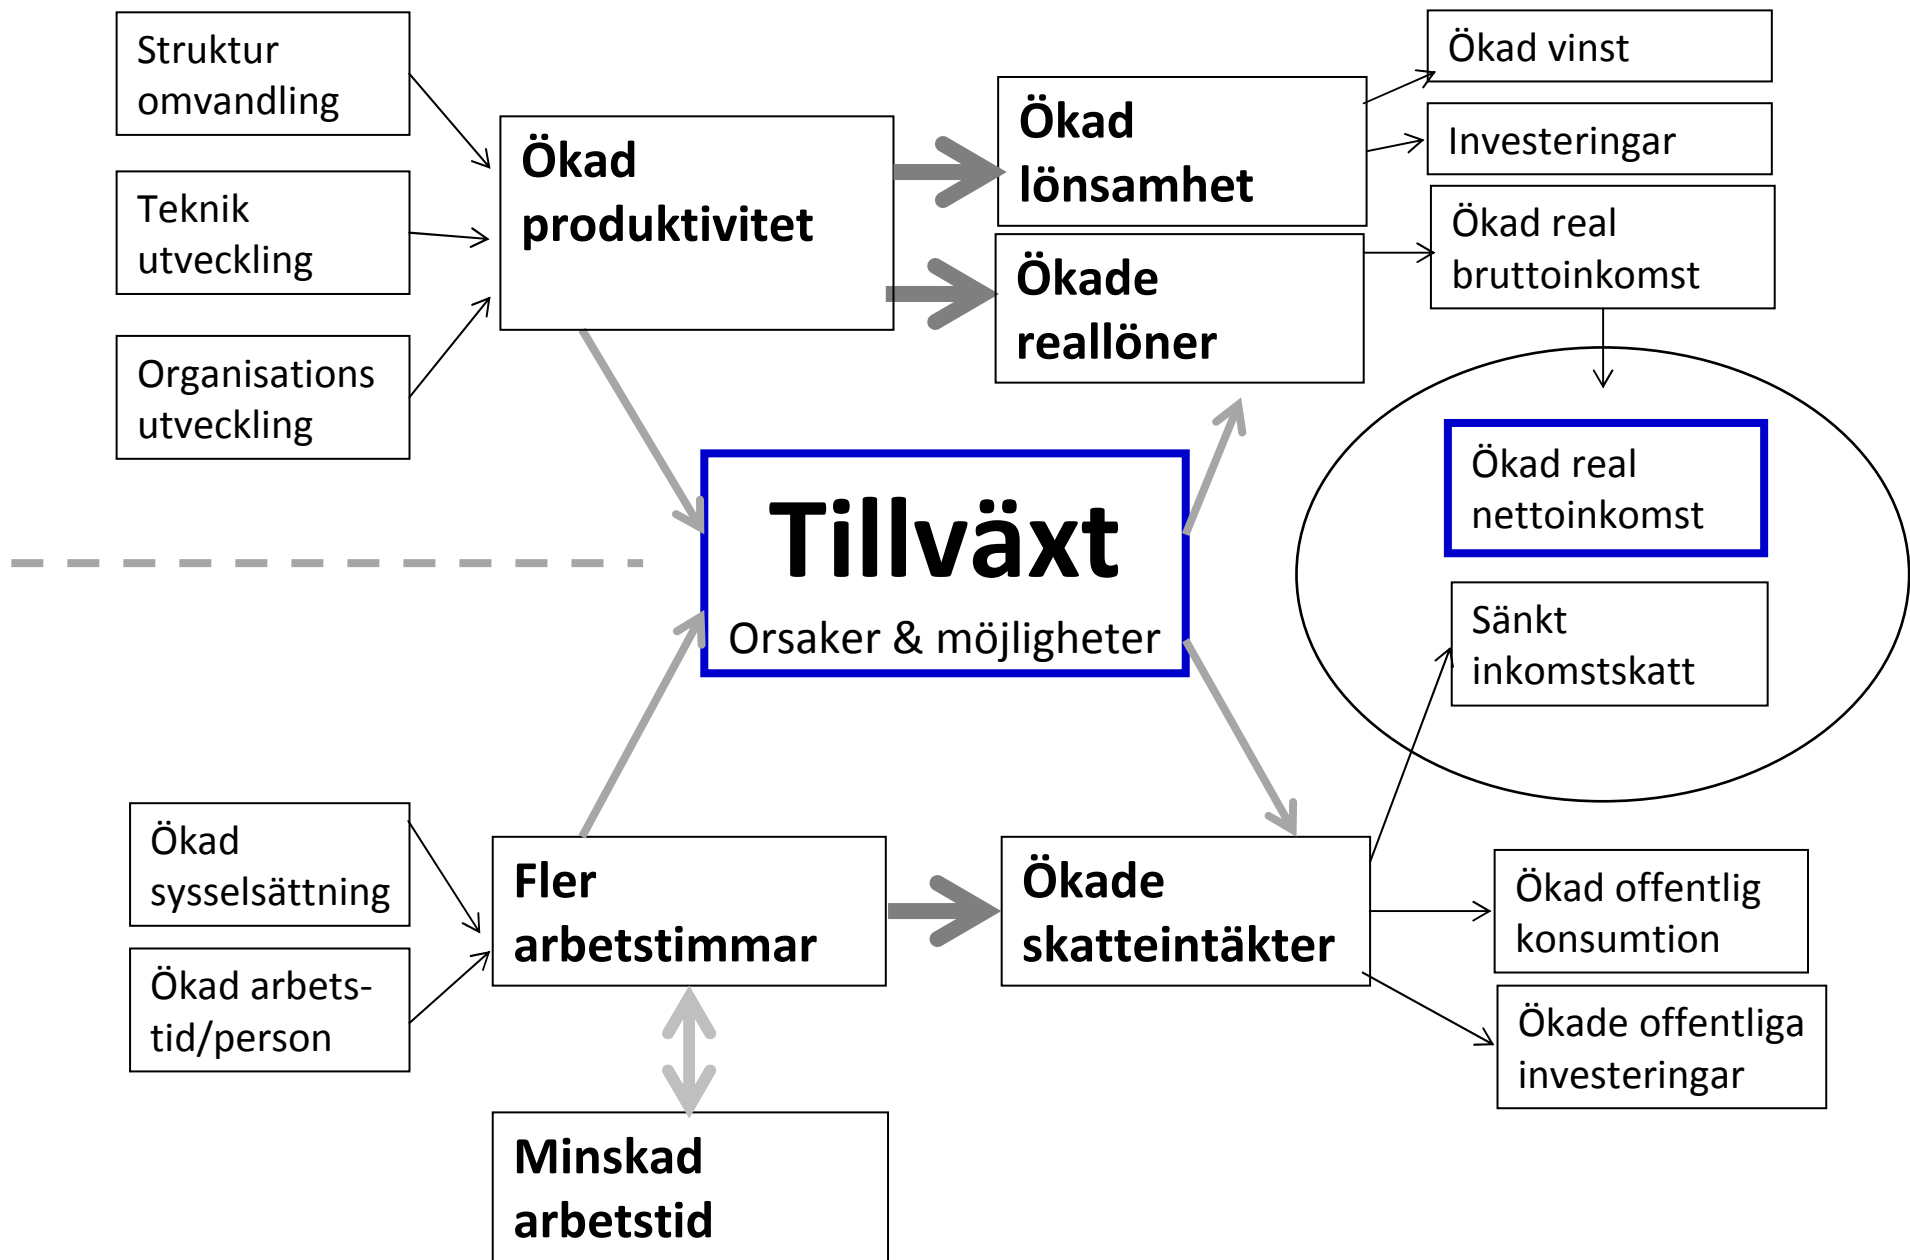 Struktur
omvandling
Teknik
utveckling
Organisations
utveckling
Ökad
produktivitet
Ökad
lönsamhet
Ökade
reallöner
Ökad vinst
Investeringar
Ökad real
bruttoinkomst
Ökad real
nettoinkomst
Sänkt
inkomstskatt
Tillväxt
Orsaker & möjligheter
Ökad
sysselsättning
Ökad arbets-
tid/person
Fler
arbetstimmar
Ökade
skatteintäkter
Ökad offentlig
konsumtion
Ökade offentliga
investeringar
Minskad
arbetstid